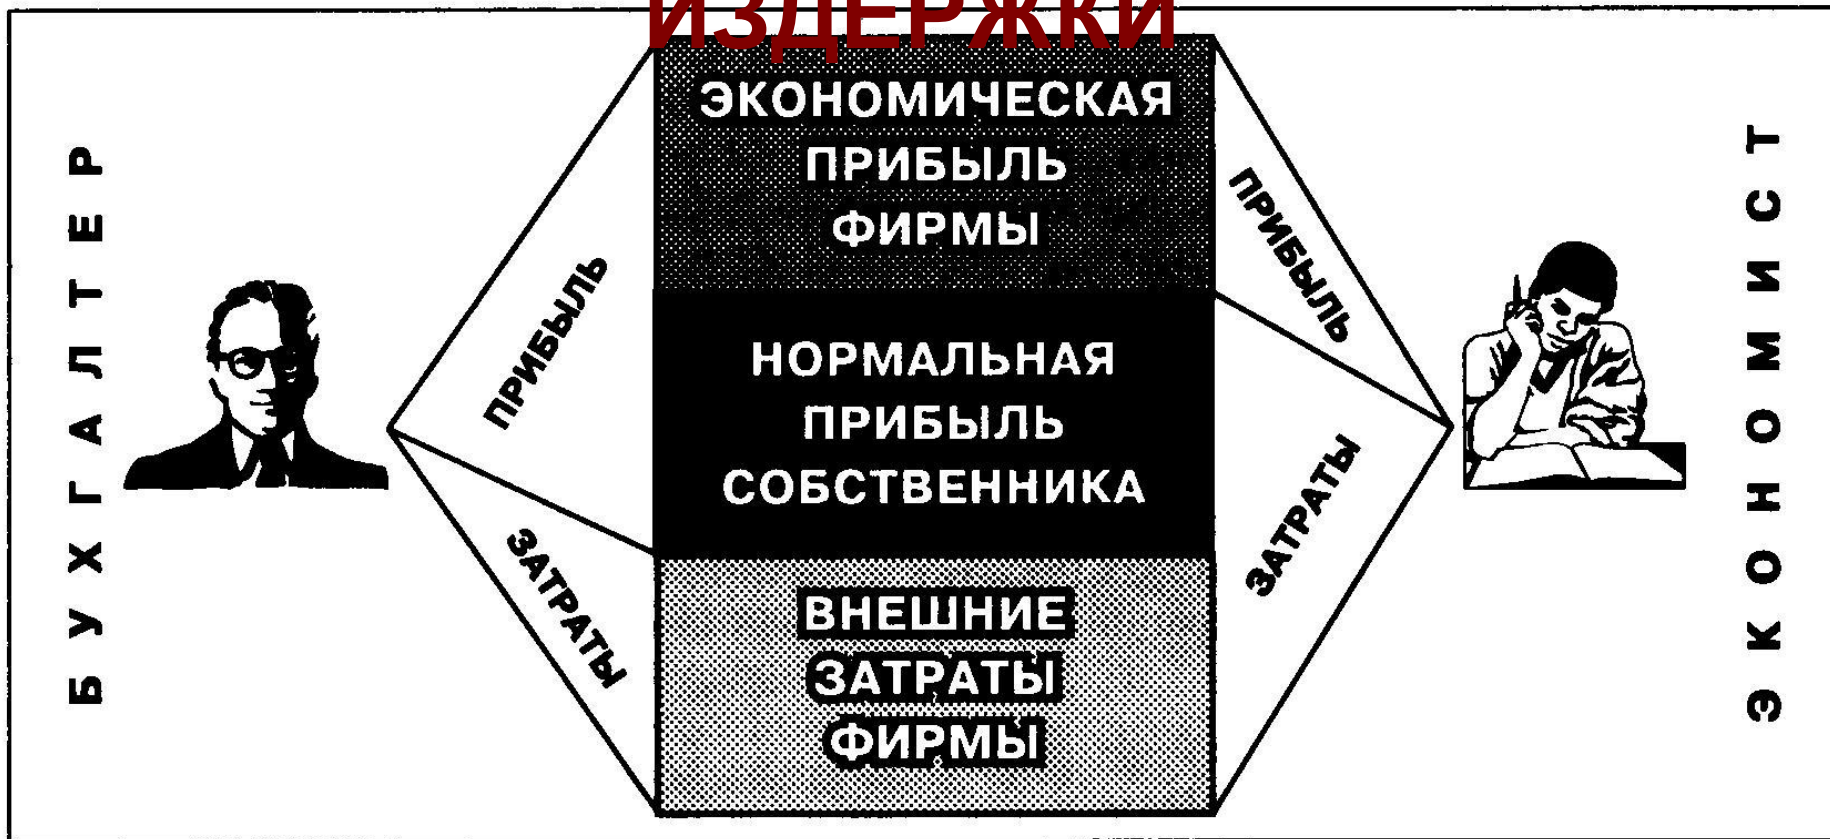 ИЗДЕРЖКИ
БУХГАЛТЕР
ПРИБЫЛЬ
ЗАТРАТЫ
ЭКОНОМИЧЕСКАЯ
ПРИБЫЛЬ
ФИРМЫ
НОРМАЛЬНАЯ
ПРИБЫЛЬ
СОБСТВЕННИКА
ВНЕШНИЕ
ЗАТРАТЫ
ФИРМЫ
ПРИБЫЛЬ
ЗАТРАТЫ
ЭКОНОМИСТ